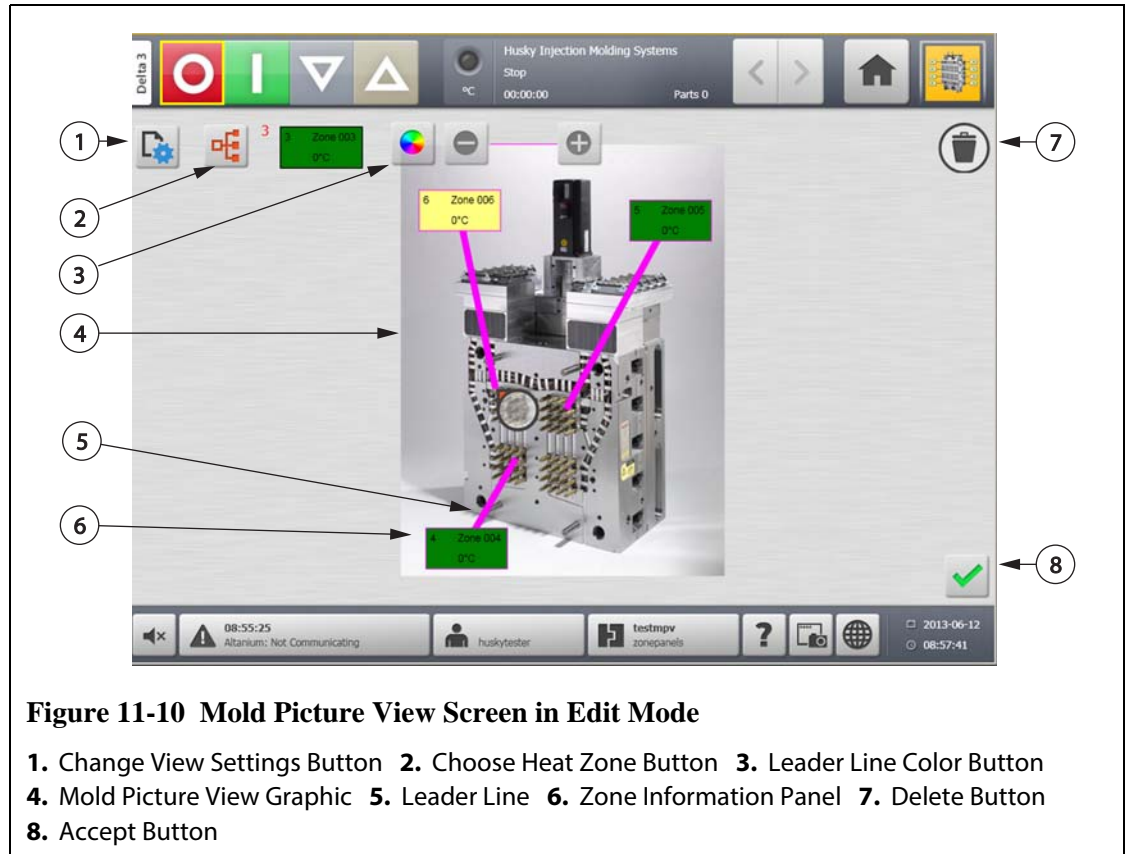 Delta 3
Husky Injection Molding Systems
Stop
°C
00:00:00
Parts 0
1
3
3 Zone 003
0°C
7
2
6 Zone 006
0°C
5 Zone 005
0°C
3
4
5
6
4 Zone 004
0°C
8
08:55:25
Altanium: Not Communicating
huskytester
testmpv
zonepanels
?
2013-06-12
08:57:41
Figure 11-10 Mold Picture View Screen in Edit Mode
1. Change View Settings Button 2. Choose Heat Zone Button 3. Leader Line Color Button
4. Mold Picture View Graphic 5. Leader Line 6. Zone Information Panel 7. Delete Button
8. Accept Button